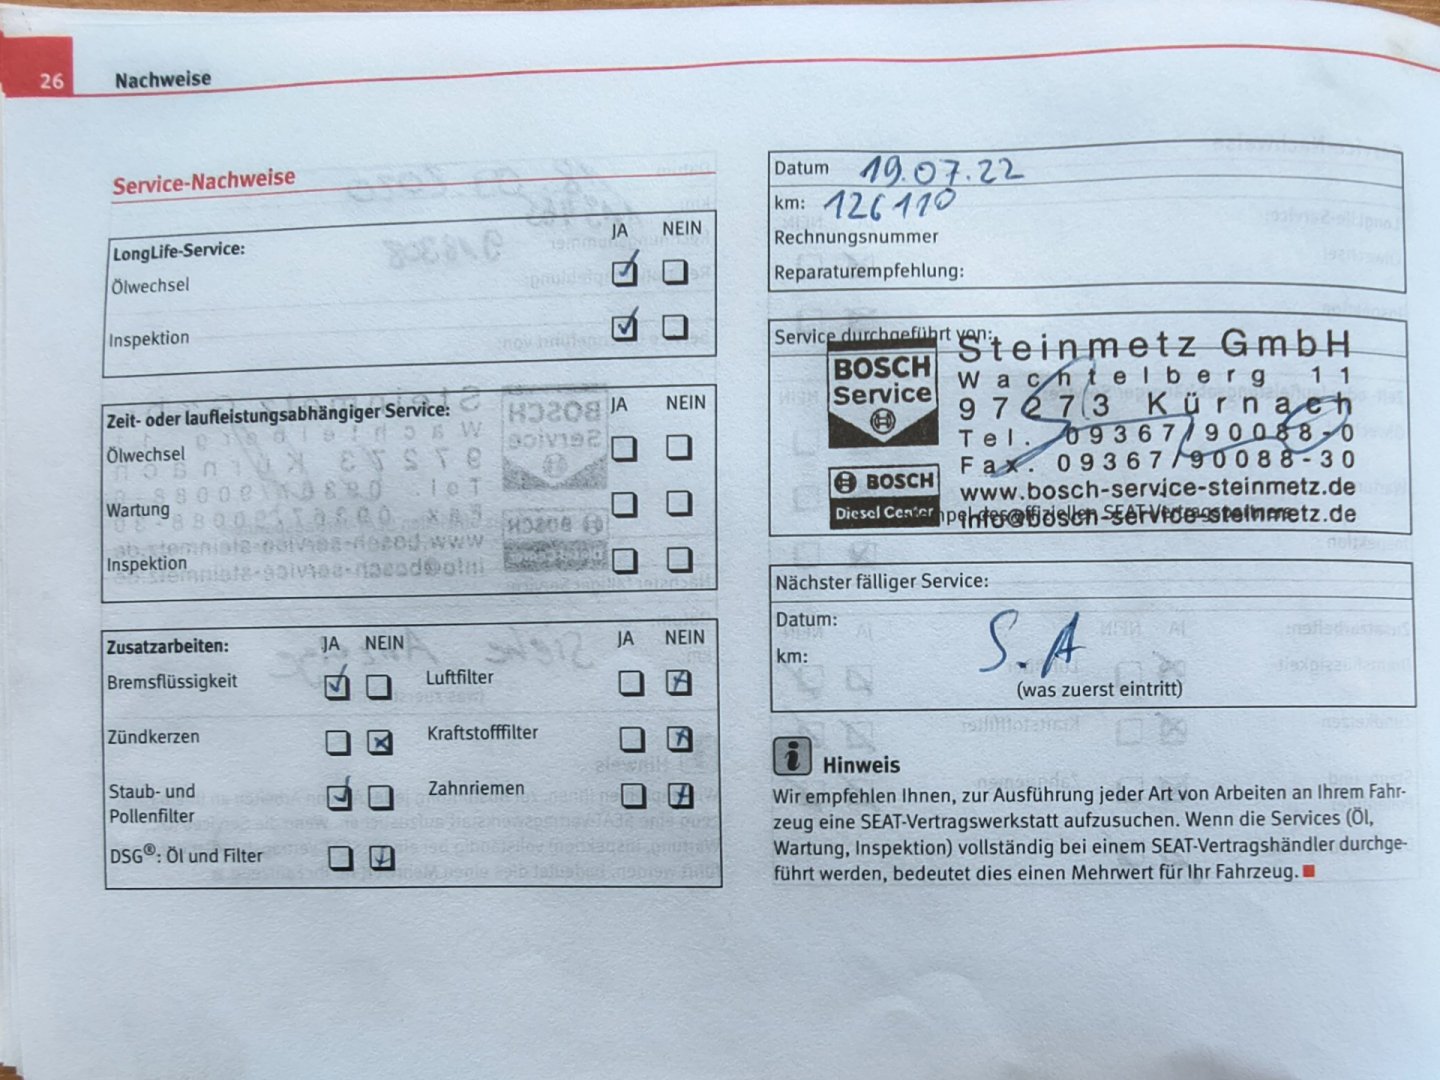 26 Nachweise
Service-Nachweise
JA NEIN
LongLife-Service:
Ölwechsel
Inspektion
Zeit- oder laufleistungsabhängiger Service: JA NEIN
Ölwechsel
Wartung
Inspektion
Zusatzarbeiten: JA NEIN JA NEIN
Bremsflüssigkeit Luftfilter
Zündkerzen Kraftstofffilter
Staub- und
Pollenfilter
Zahnriemen
DSG®: Öl und Filter
Datum 19.07.22
km: 126110
Rechnungsnummer
Reparaturempfehlung:
Service durchgeführt von:
BOSCH
Service
BOSCH
Diesel Center
Steinmetz GmbH
Wachtelberg 11
97273 Kürnach
Tel. 09367/90088-0
Fax. 09367/90088-30
www.bosch-service-steinmetz.de
info@bosch-service-steinmetz.de
des offiziellen SEAT-Vertragspartners
Nächster fälliger Service:
Datum:
km:
S.A
(was zuerst eintritt)
i Hinweis
Wir empfehlen Ihnen, zur Ausführung jeder Art von Arbeiten an Ihrem Fahr-
zeug eine SEAT-Vertragswerkstatt aufzusuchen. Wenn die Services (Öl,
Wartung, Inspektion) vollständig bei einem SEAT-Vertragshändler durchge-
führt werden, bedeutet dies einen Mehrwert für Ihr Fahrzeug.